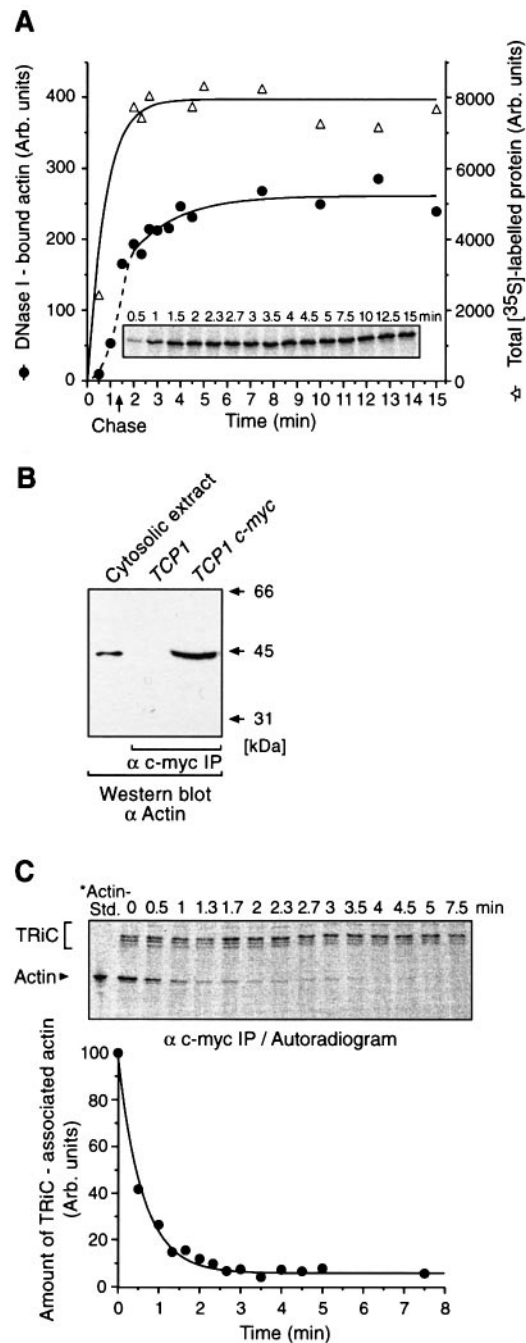 A
DNase I - bound actin (Arb. units)
Total [³⁵S]-labelled protein (Arb. units)
400
300
200
100
0
8000
6000
4000
2000
0
0.5 1 1.5 2 2.3 2.7 3 3.5 4 4.5 5 7.5 10 12.5 15 min
0 1 2 3 4 5 6 7 8 9 10 11 12 13 14 15
Chase
Time (min)
B
Cytosolic extract
TCP1
TCP1 c-myc
66
45
31
[kDa]
α c-myc IP
Western blot
α Actin
C
*Actin-
Std. 0 0.5 1 1.3 1.7 2 2.3 2.7 3 3.5 4 4.5 5 7.5 min
TRiC
Actin
α c-myc IP / Autoradiogram
Amount of TRiC - associated actin
(Arb. units)
100
80
60
40
20
0
0 1 2 3 4 5 6 7 8
Time (min)